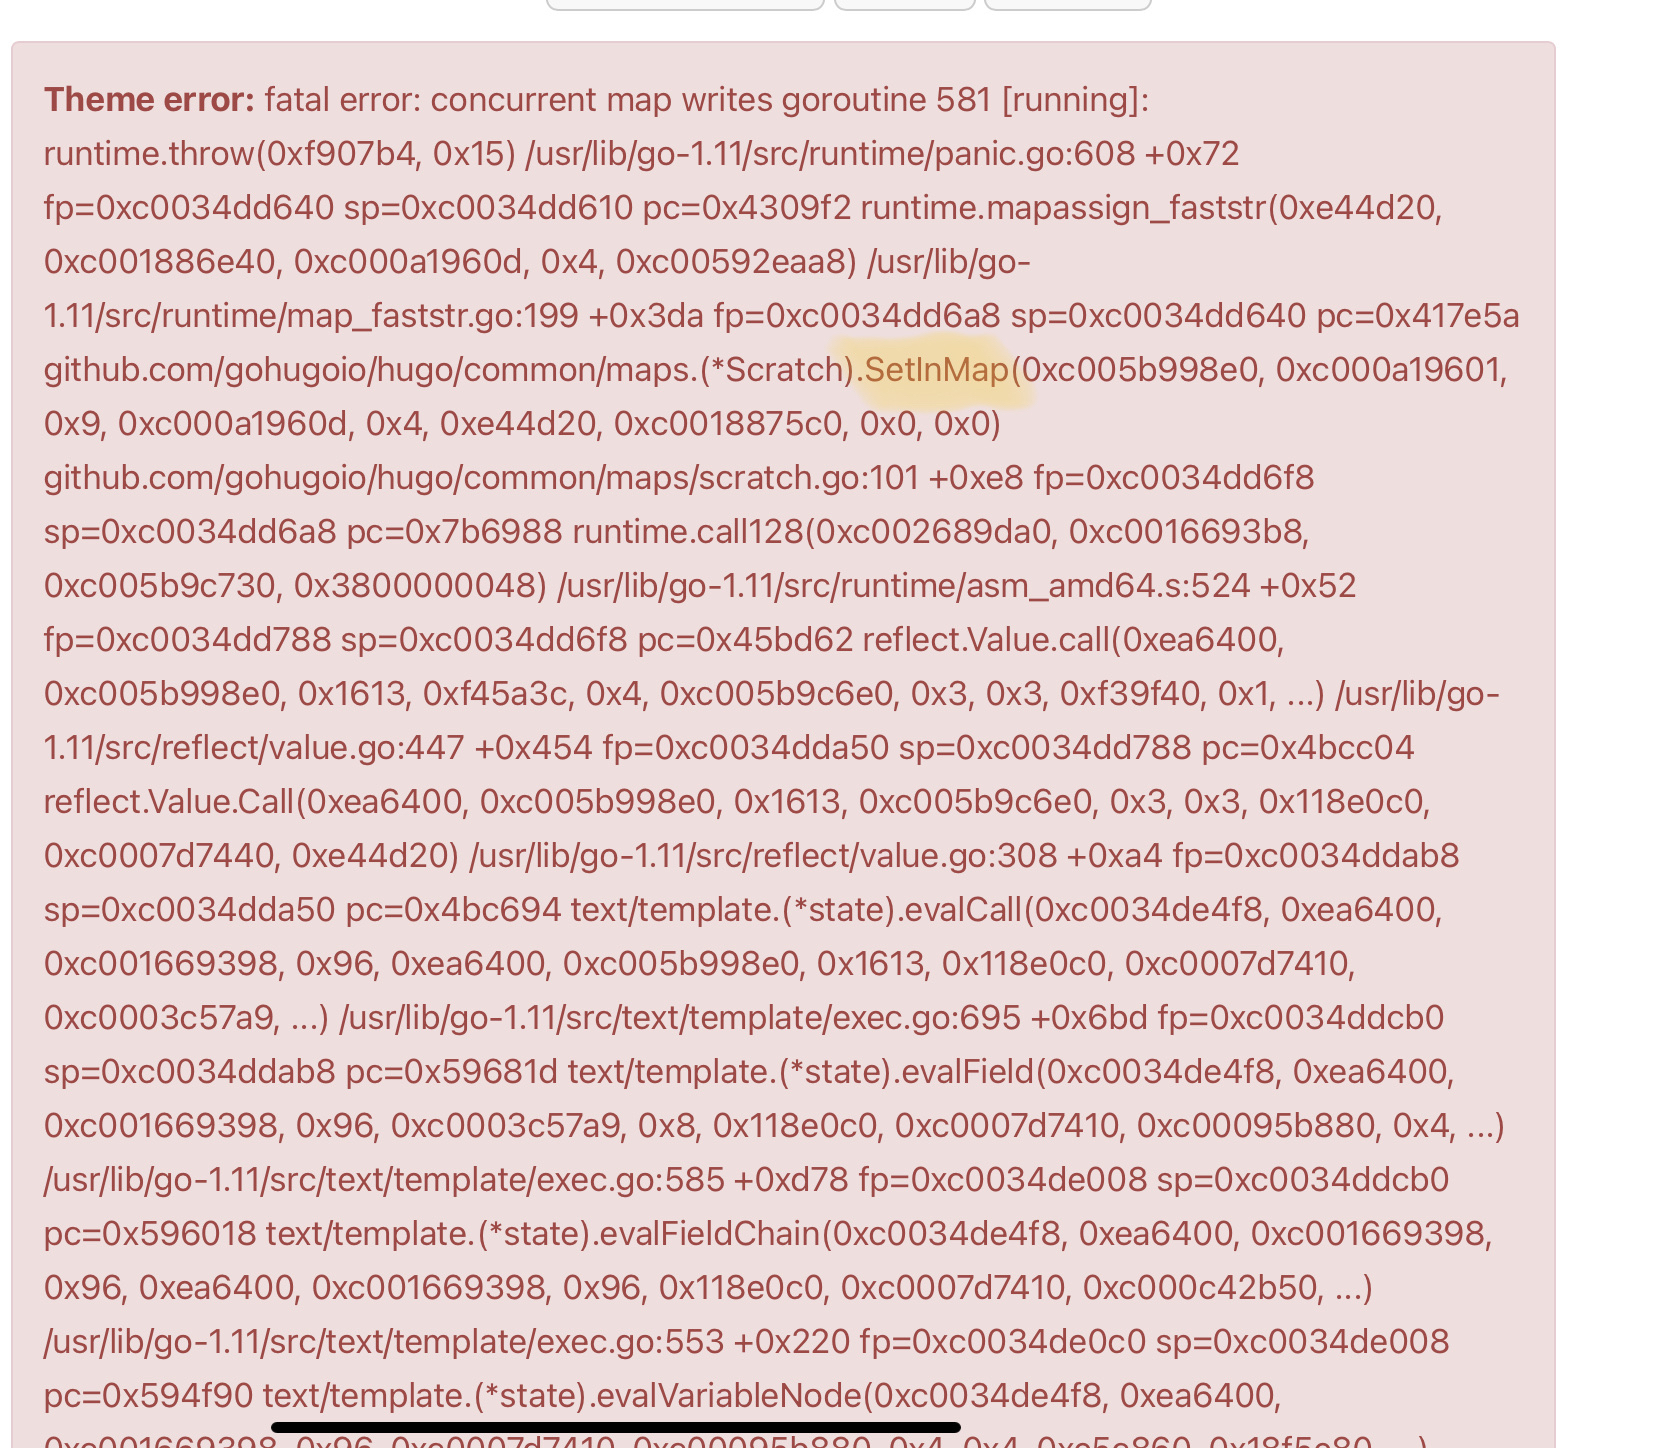 Theme error: fatal error: concurrent map writes goroutine 581 [running]:
runtime.throw(0xf907b4, 0x15) /usr/lib/go-1.11/src/runtime/panic.go:608 +0x72
fp=0xc0034dd640 sp=0xc0034dd610 pc=0x4309f2 runtime.mapassign_faststr(0xe44d20,
0xc001886e40, 0xc000a1960d, 0x4, 0xc00592eaa8) /usr/lib/go-
1.11/src/runtime/map_faststr.go:199 +0x3da fp=0xc0034dd6a8 sp=0xc0034dd640 pc=0x417e5a
github.com/gohugoio/hugo/common/maps.(*Scratch).SetInMap(0xc005b998e0, 0xc000a19601,
0x9, 0xc000a1960d, 0x4, 0xe44d20, 0xc0018875c0, 0x0, 0x0)
github.com/gohugoio/hugo/common/maps/scratch.go:101 +0xe8 fp=0xc0034dd6f8
sp=0xc0034dd6a8 pc=0x7b6988 runtime.call128(0xc002689da0, 0xc0016693b8,
0xc005b9c730, 0x3800000048) /usr/lib/go-1.11/src/runtime/asm_amd64.s:524 +0x52
fp=0xc0034dd788 sp=0xc0034dd6f8 pc=0x45bd62 reflect.Value.call(0xea6400,
0xc005b998e0, 0x1613, 0xf45a3c, 0x4, 0xc005b9c6e0, 0x3, 0x3, 0xf39f40, 0x1, ...) /usr/lib/go-
1.11/src/reflect/value.go:447 +0x454 fp=0xc0034dda50 sp=0xc0034dd788 pc=0x4bcc04
reflect.Value.Call(0xea6400, 0xc005b998e0, 0x1613, 0xc005b9c6e0, 0x3, 0x3, 0x118e0c0,
0xc0007d7440, 0xe44d20) /usr/lib/go-1.11/src/reflect/value.go:308 +0xa4 fp=0xc0034ddab8
sp=0xc0034dda50 pc=0x4bc694 text/template.(*state).evalCall(0xc0034de4f8, 0xea6400,
0xc001669398, 0x96, 0xea6400, 0xc005b998e0, 0x1613, 0x118e0c0, 0xc0007d7410,
0xc0003c57a9, ...) /usr/lib/go-1.11/src/text/template/exec.go:695 +0x6bd fp=0xc0034ddcb0
sp=0xc0034ddab8 pc=0x59681d text/template.(*state).evalField(0xc0034de4f8, 0xea6400,
0xc001669398, 0x96, 0xc0003c57a9, 0x8, 0x118e0c0, 0xc0007d7410, 0xc00095b880, 0x4, ...)
/usr/lib/go-1.11/src/text/template/exec.go:585 +0xd78 fp=0xc0034de008 sp=0xc0034ddcb0
pc=0x596018 text/template.(*state).evalFieldChain(0xc0034de4f8, 0xea6400, 0xc001669398,
0x96, 0xea6400, 0xc001669398, 0x96, 0x118e0c0, 0xc0007d7410, 0xc000c42b50, ...)
/usr/lib/go-1.11/src/text/template/exec.go:553 +0x220 fp=0xc0034de0c0 sp=0xc0034de008
pc=0x594f90 text/template.(*state).evalVariableNode(0xc0034de4f8, 0xea6400,